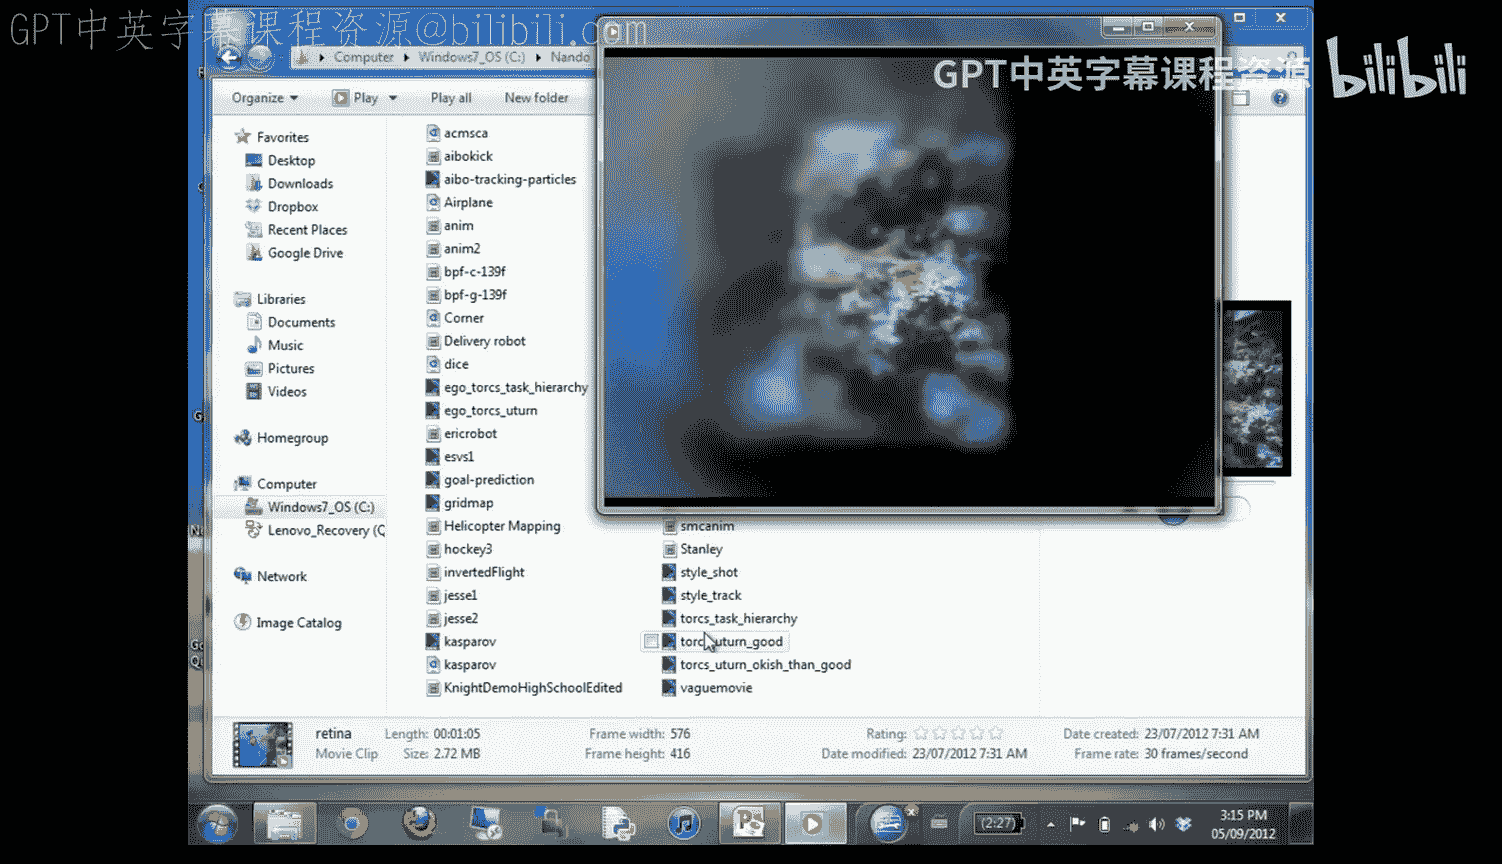 GPT中英字幕课程资源@bilibili.com
GPT中英字幕课程资源 bilibili
Computer Windows7_OS (C:) Nando
Organize Play Play all New folder
Favorites
Desktop
Downloads
Dropbox
Recent Places
Google Drive
Libraries
Documents
Music
Pictures
Videos
Homegroup
Computer
Windows7_OS (C:)
Lenovo_Recovery (Q
Network
Image Catalog
acmsca
aibokick
aibo-tracking-particles
Airplane
anim
anim2
bpf-c-139f
bpf-g-139f
Corner
Delivery robot
dice
ego_torcs_task_hierarchy
ego_torcs_uturn
ericrobot
esvs1
goal-prediction
gridmap
Helicopter Mapping
hockey3
invertedFlight
jesse1
jesse2
kasparov
kasparov
KnightDemoHighSchoolEdited
smcanim
Stanley
style_shot
style_track
torcs_task_hierarchy
torcs_uturn_good
torcs_uturn_okish_than_good
vaguemovie
retina Length: 00:01:05 Frame width: 576 Rating: Date created: 23/07/2012 7:31 AM
Movie Clip Size: 2.72 MB Frame height: 416 Date modified: 23/07/2012 7:31 AM Frame rate: 30 frames/second
(2:27)
3:15 PM
05/09/2012